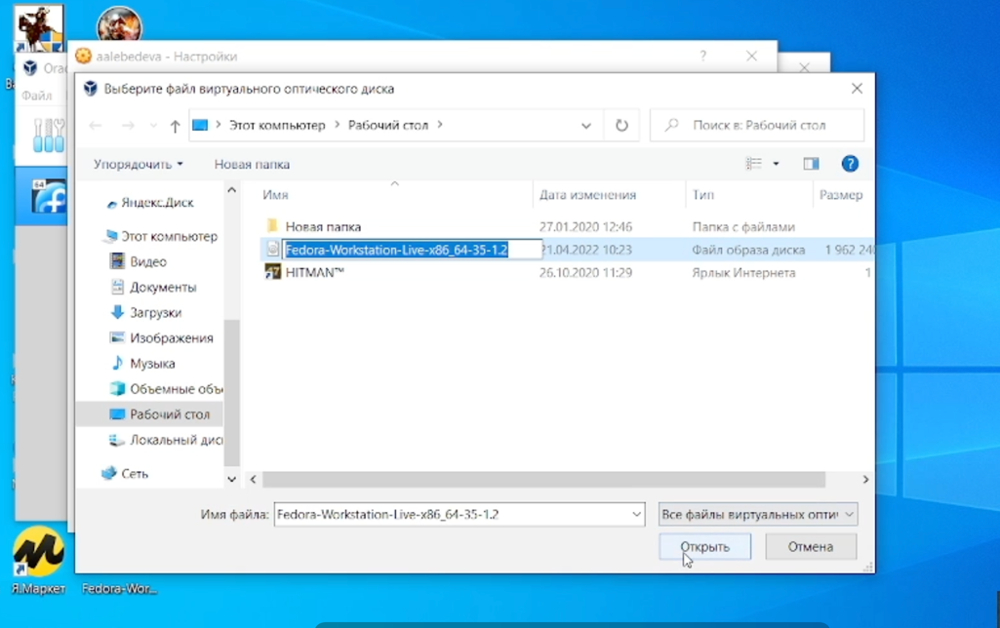 aalebedeva - Настройки
?
Ora
Файл
Выберите файл виртуального оптического диска
Этот компьютер > Рабочий стол >
Поиск в: Рабочий стол
Упорядочить
Новая папка
?
64
Имя
Дата изменения
Тип
Размер
Яндекс.Диск
Этот компьютер
Видео
Документы
Загрузки
Изображения
Музыка
Объемные объ
Рабочий стол
Локальный дис
Сеть
Новая папка 27.01.2020 12:46 Папка с файлами
Fedora-Workstation-Live-x86_64-35-1.2 21.04.2022 10:23 Файл образа диска 1 962 240
HITMAN™ 26.10.2020 11:29 Ярлык Интернета 1
Имя файла: Fedora-Workstation-Live-x86_64-35-1.2
Все файлы виртуальных опти
Открыть
Отмена
Я.Маркет
Fedora-Wor...